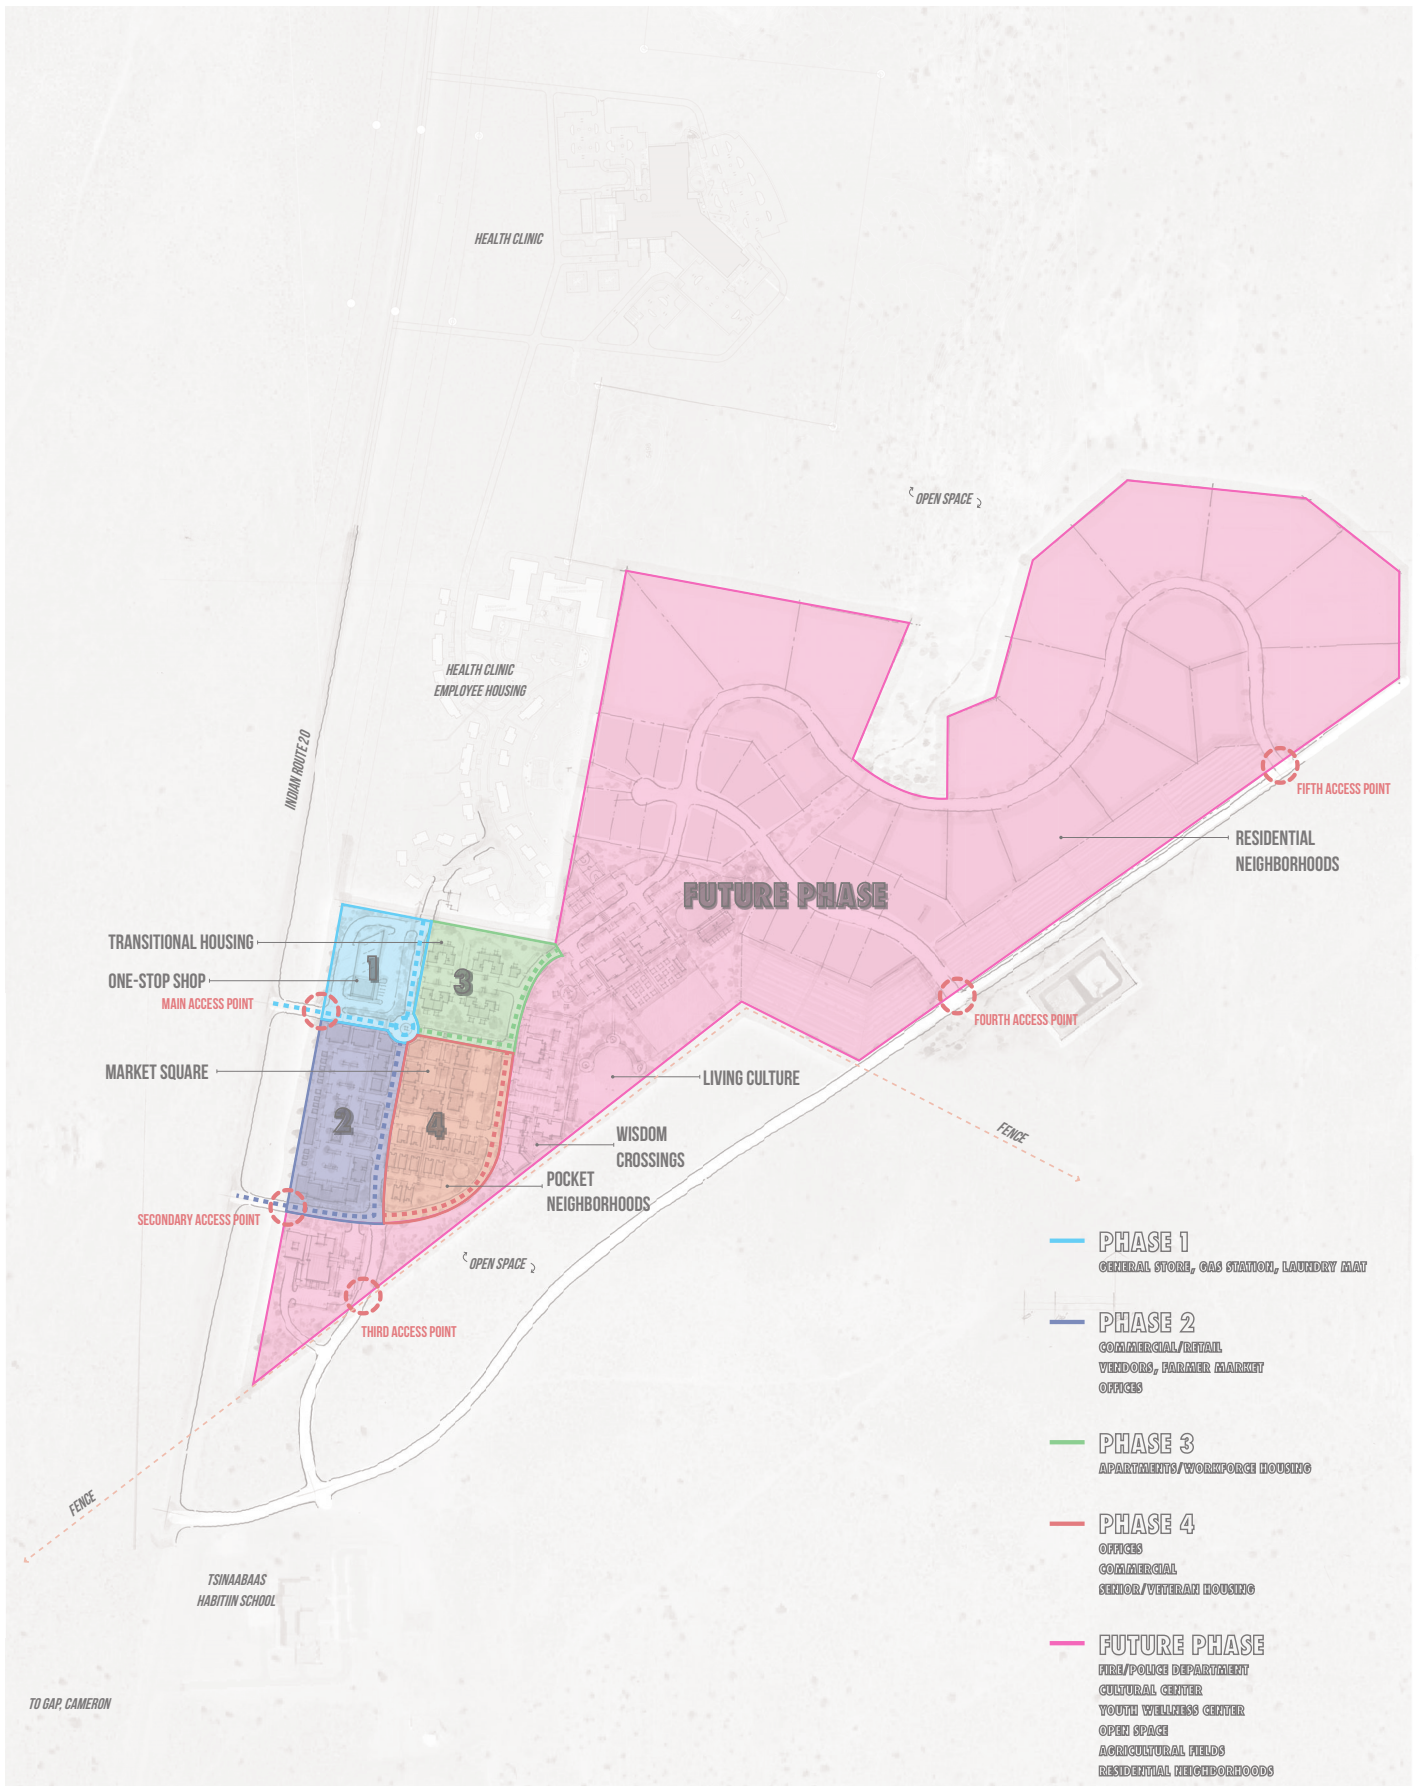 HEALTH CLINIC
OPEN SPACE
HEALTH CLINIC
EMPLOYEE HOUSING
INDIAN ROUTE 20
FIFTH ACCESS POINT
RESIDENTIAL
NEIGHBORHOODS
FUTURE PHASE
TRANSITIONAL HOUSING
1
3
ONE-STOP SHOP
MAIN ACCESS POINT
FOURTH ACCESS POINT
MARKET SQUARE
LIVING CULTURE
2
4
WISDOM
CROSSINGS
FENCE
POCKET
NEIGHBORHOODS
SECONDARY ACCESS POINT
OPEN SPACE
THIRD ACCESS POINT
FENCE
TSINAABAAS
HABITIIN SCHOOL
TO GAP, CAMERON
PHASE 1
GENERAL STORE, GAS STATION, LAUNDRY MAT
PHASE 2
COMMERCIAL/RETAIL
VENDORS, FARMER MARKET
OFFICES
PHASE 3
APARTMENTS/WORKFORCE HOUSING
PHASE 4
OFFICES
COMMERCIAL
SENIOR/VETERAN HOUSING
FUTURE PHASE
FIRE/POLICE DEPARTMENT
CULTURAL CENTER
YOUTH WELLNESS CENTER
OPEN SPACE
AGRICULTURAL FIELDS
RESIDENTIAL NEIGHBORHOODS